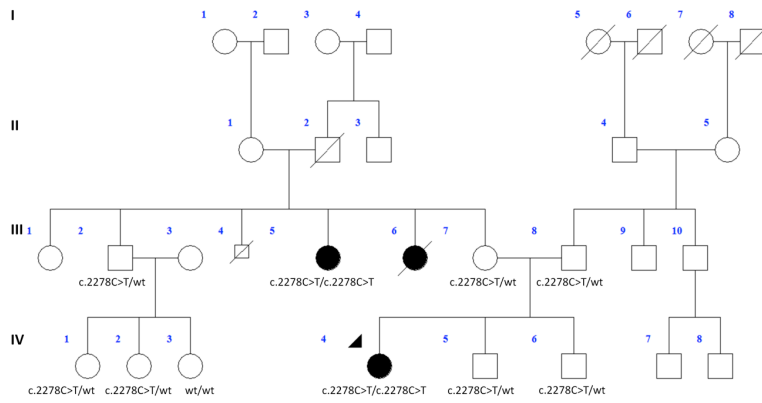 I
1 2 3 4 5 6 7 8
II
1 2 3 4 5
III
1 2 3 4 5 6 7 8 9 10
c.2278C>T/wt c.2278C>T/c.2278C>T c.2278C>T/wt c.2278C>T/wt
IV
1 2 3 4 5 6 7 8
c.2278C>T/wt c.2278C>T/wt wt/wt c.2278C>T/c.2278C>T c.2278C>T/wt c.2278C>T/wt